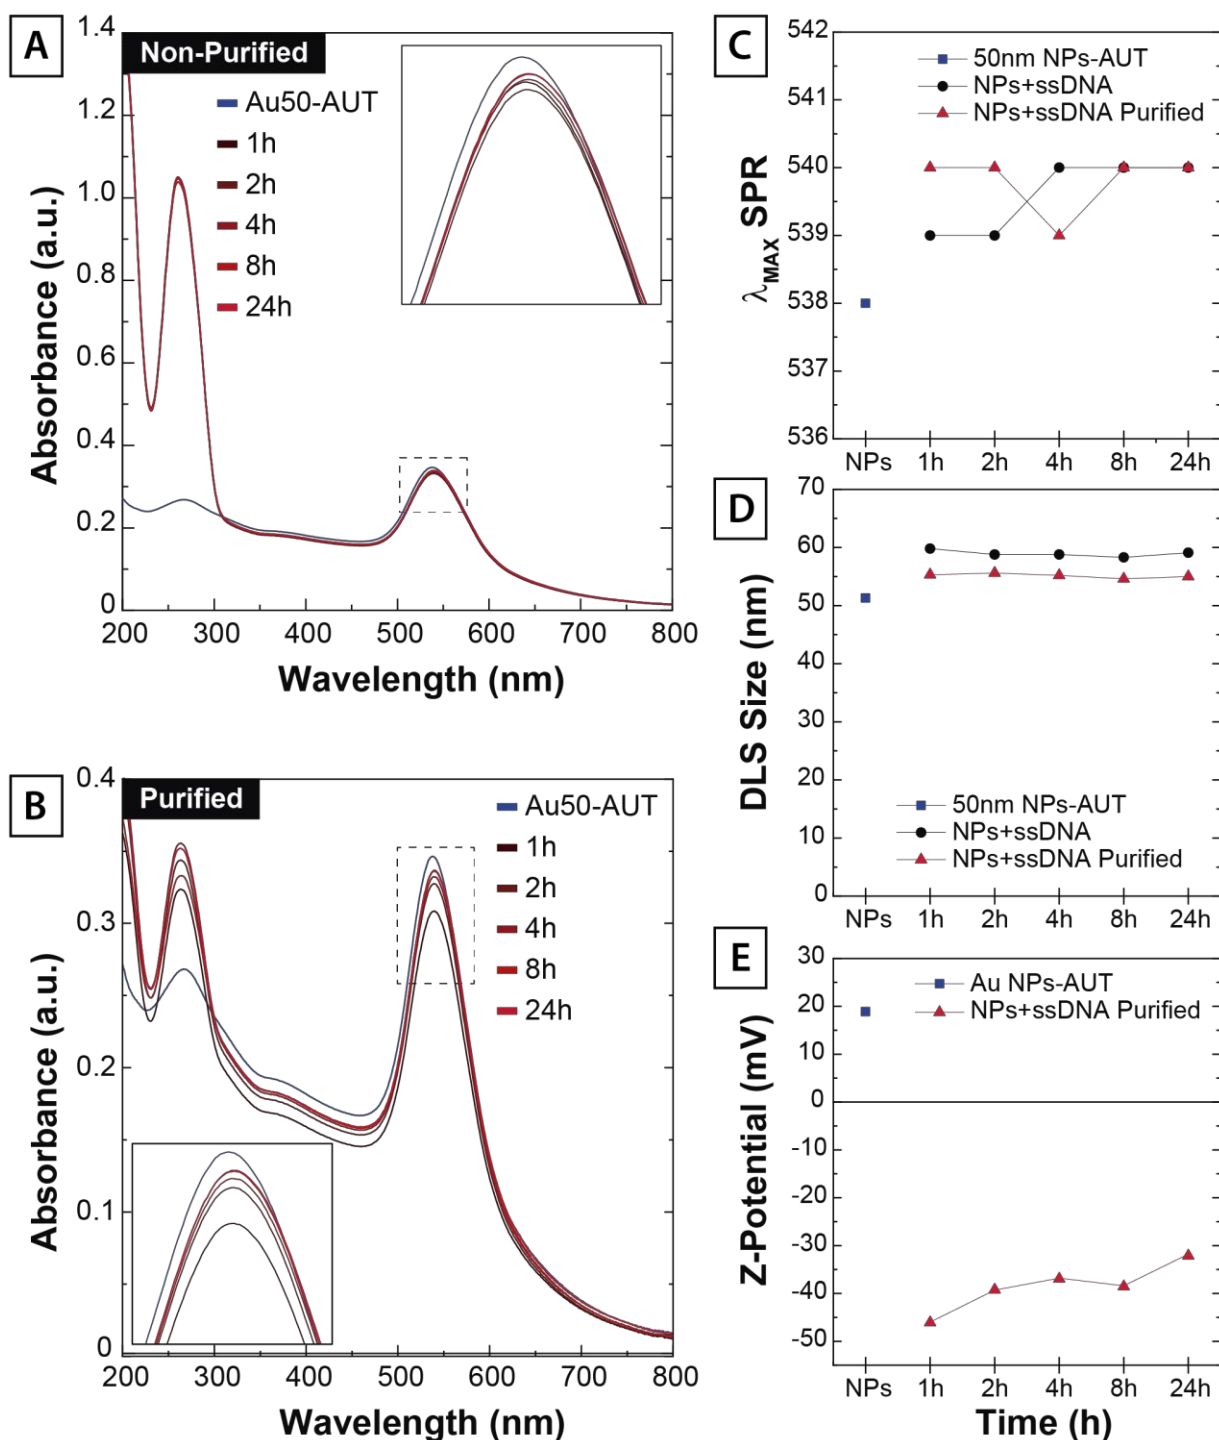 A
Non-Purified
Au50-AUT
1h
2h
4h
8h
24h
1.4
1.2
1.0
0.8
0.6
0.4
0.2
0
200 300 400 500 600 700 800
Absorbance (a.u.)
Wavelength (nm)
B
Purified
Au50-AUT
1h
2h
4h
8h
24h
0.4
0.3
0.2
0.1
0
200 300 400 500 600 700 800
Absorbance (a.u.)
Wavelength (nm)
C
50nm NPs-AUT
NPs+ssDNA
NPs+ssDNA Purified
542
541
540
539
538
537
536
λMAX SPR
NPs 1h 2h 4h 8h 24h
D
70
60
50
40
30
20
10
0
DLS Size (nm)
50nm NPs-AUT
NPs+ssDNA
NPs+ssDNA Purified
NPs 1h 2h 4h 8h 24h
E
Au NPs-AUT
NPs+ssDNA Purified
30
20
10
0
-10
-20
-30
-40
-50
Z-Potential (mV)
NPs 1h 2h 4h 8h 24h
Time (h)